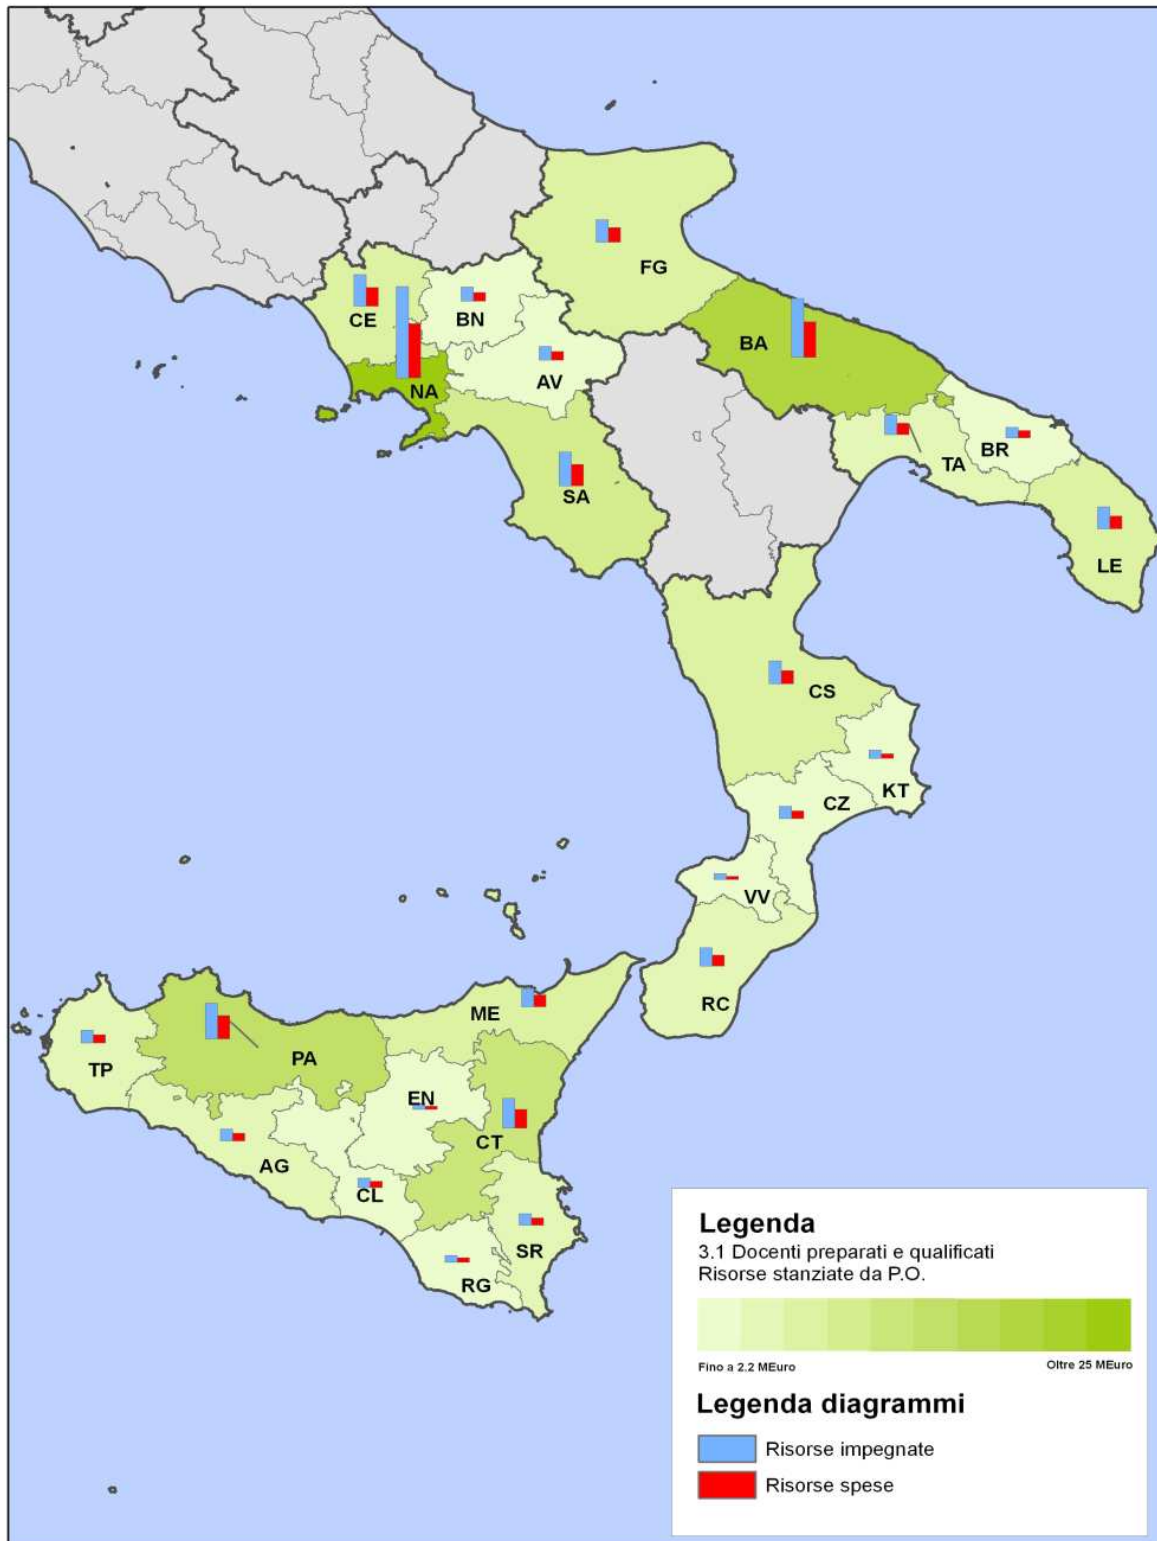 FG
CE
BN
BA
AV
NA
BR
TA
SA
LE
CS
KT
CZ
VV
RC
ME
PA
TP
EN
CT
AG
CL
SR
RG
Legenda
3.1 Docenti preparati e qualificati
Risorse stanziate da P.O.
Fino a 2.2 MEuro
Oltre 25 MEuro
Legenda diagrammi
Risorse impegnate
Risorse spese